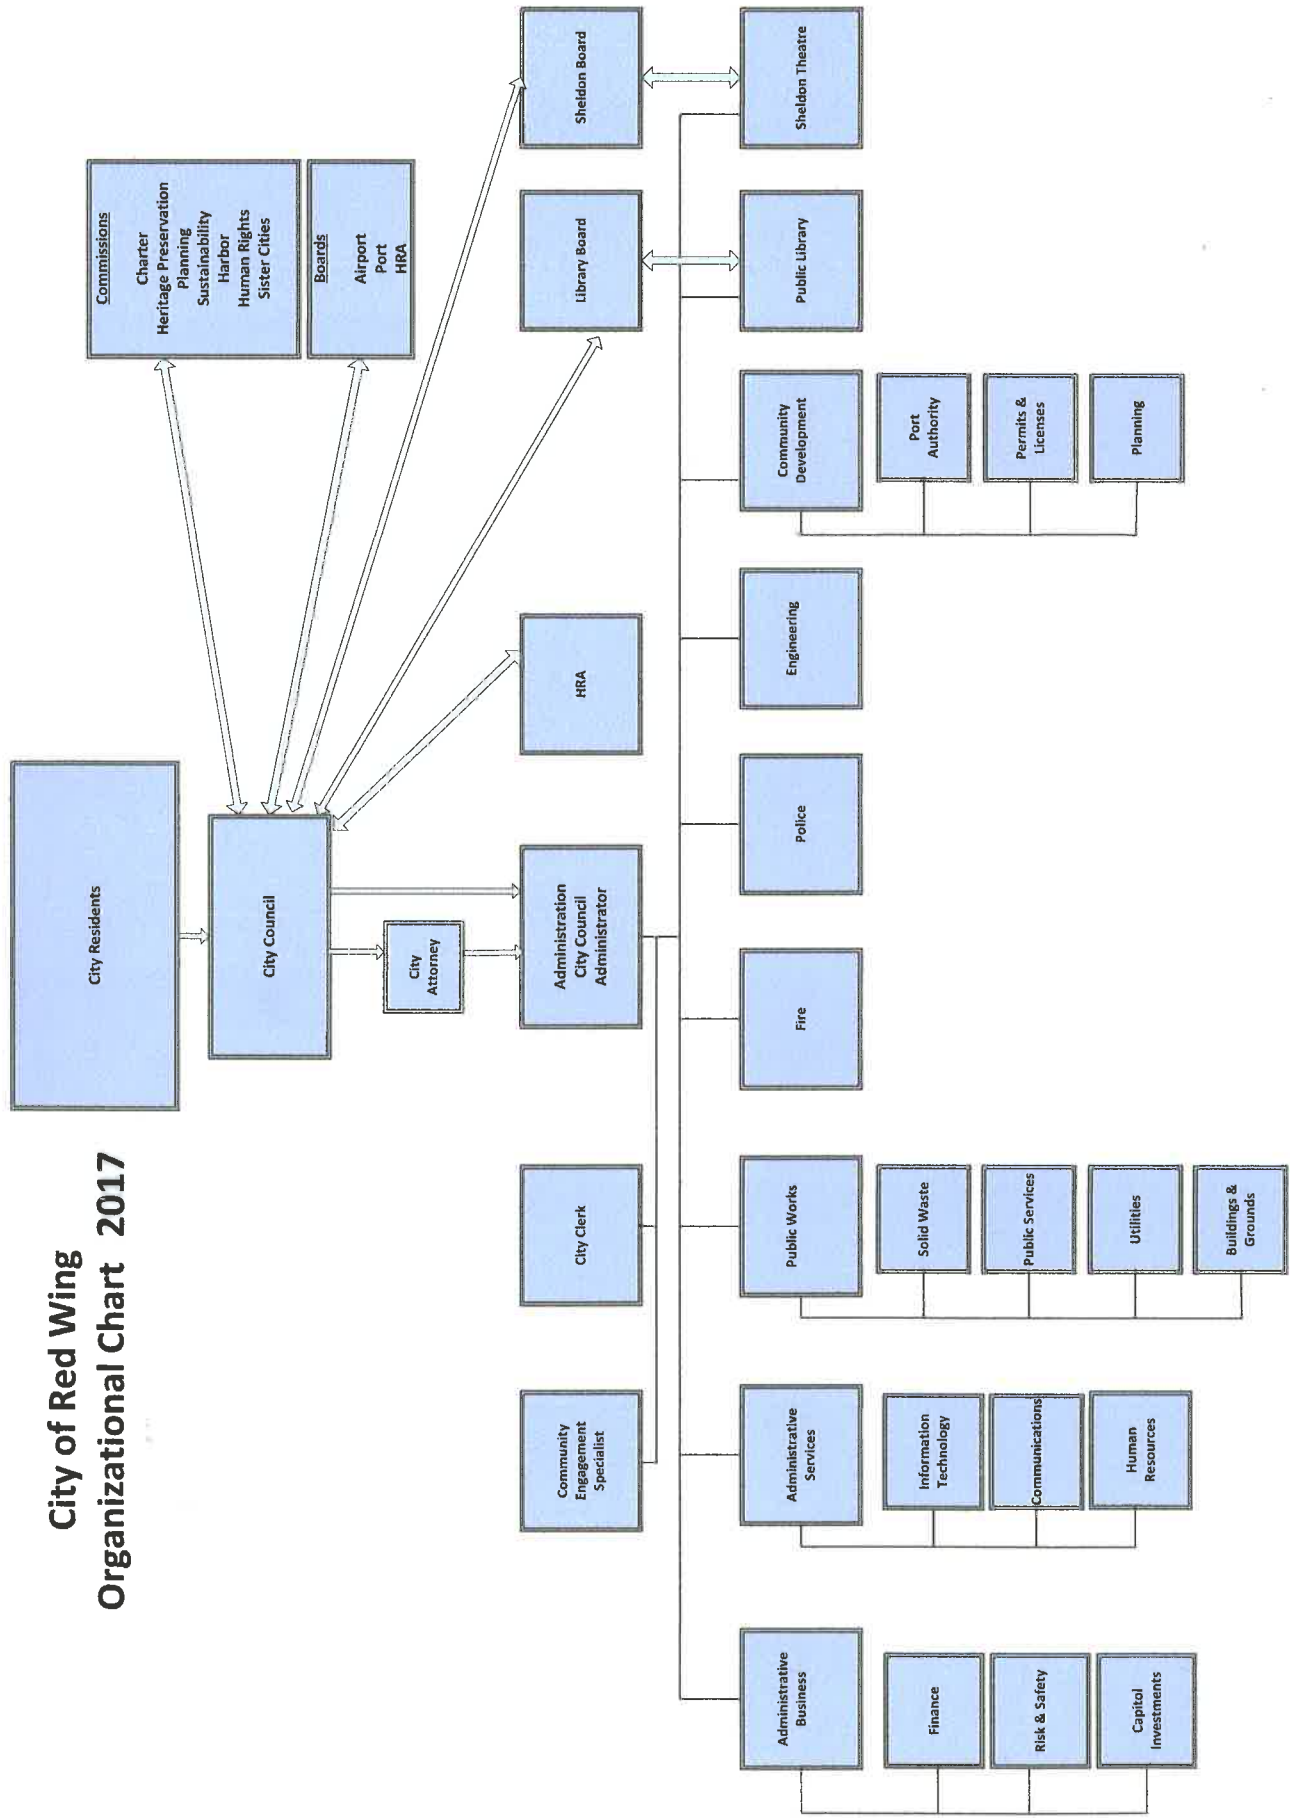 City of Red Wing
Organizational Chart 2017
City Residents
Commissions
Charter
Heritage Preservation
Planning
Sustainability
Harbor
Human Rights
Sister Cities
Boards
Airport
Port
HRA
City Council
City
Attorney
Community
Engagement
Specialist
City Clerk
Administration
City Council
Administrator
HRA
Library Board
Sheldon Board
Administrative
Business
Administrative
Services
Public Works
Fire
Police
Engineering
Community
Development
Public Library
Sheldon Theatre
Finance
Risk & Safety
Capitol
Investments
Information
Technology
Communications
Human
Resources
Solid Waste
Public Services
Utilities
Buildings &
Grounds
Port
Authority
Permits &
Licenses
Planning